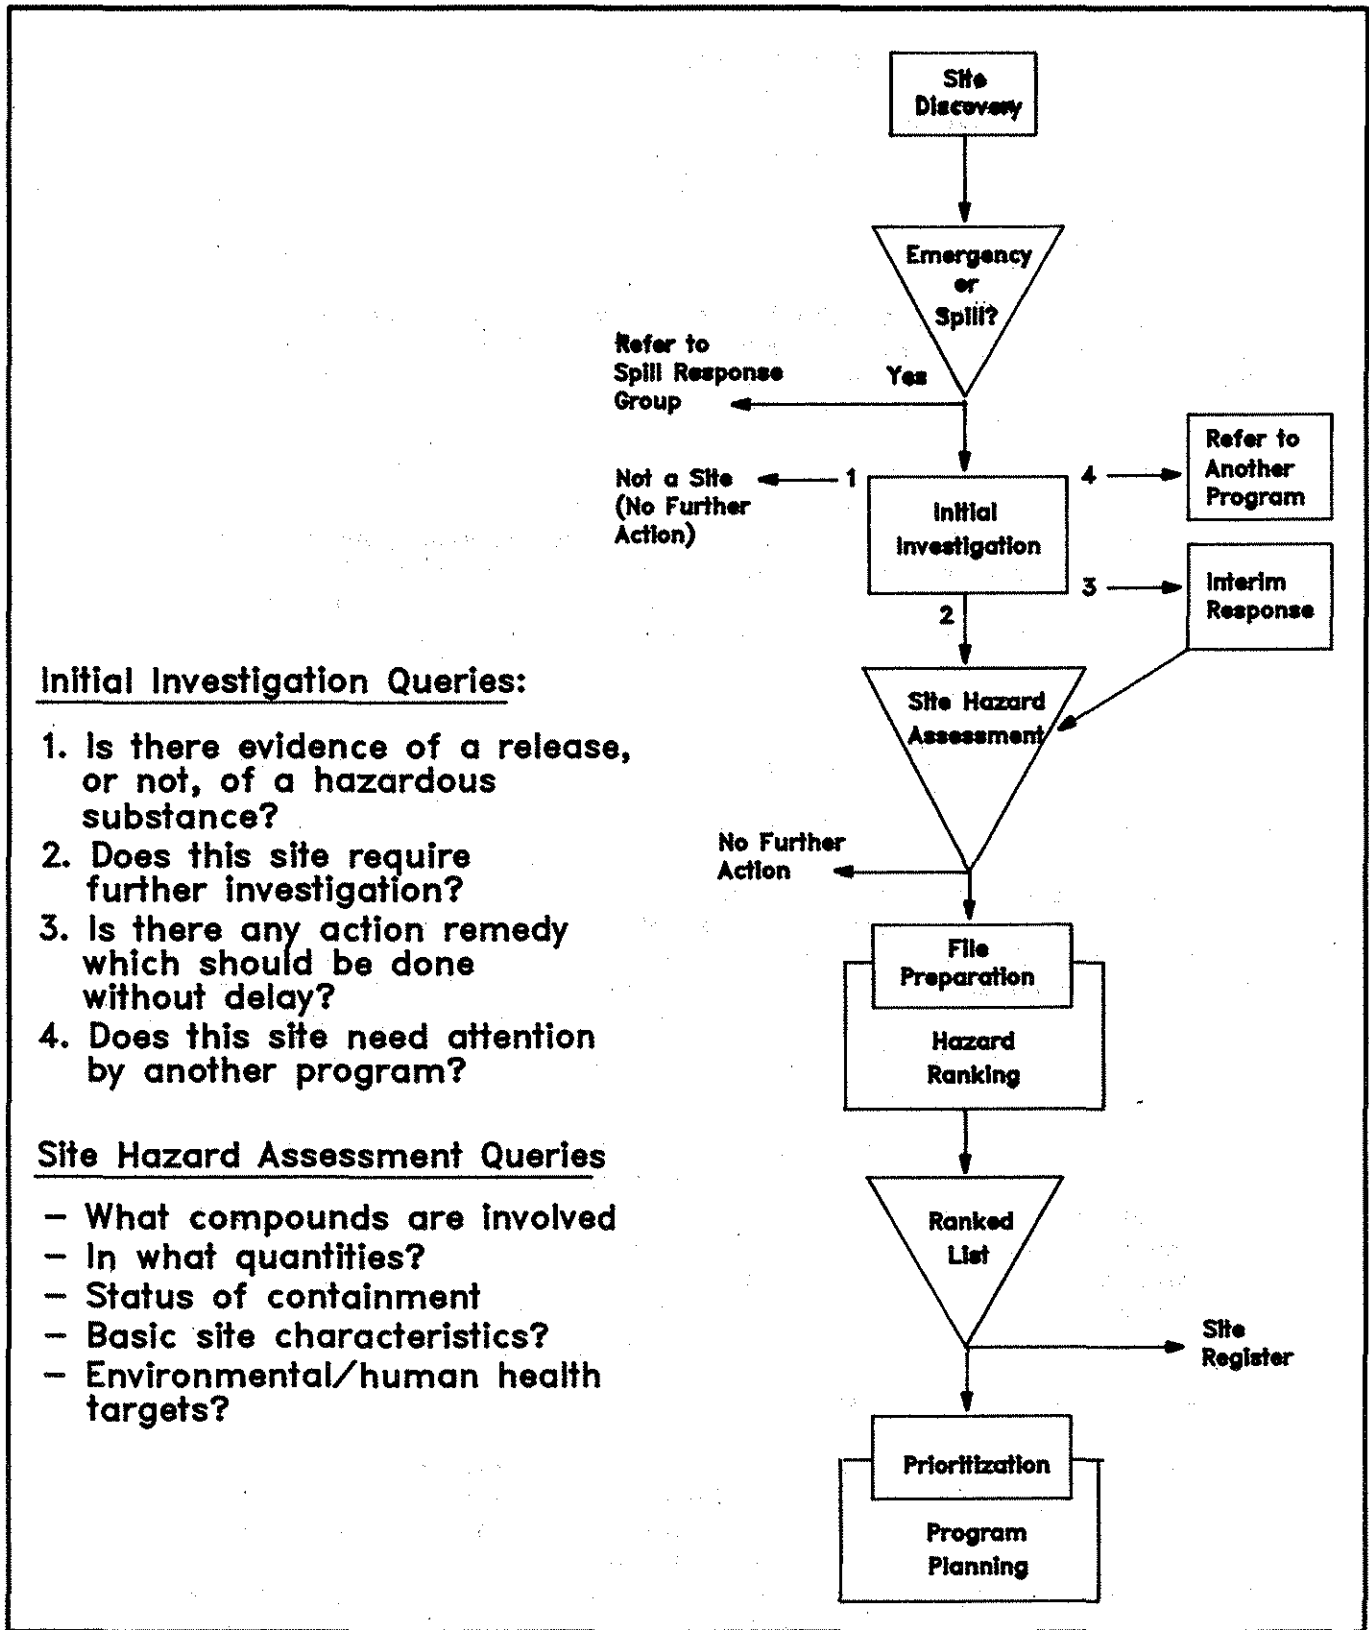 Site
Discovery
Emergency
or
Spill?
Refer to
Spill Response
Group
Yes
Not a Site
(No Further
Action)
1
Initial
Investigation
4
Refer to
Another
Program
3
Interim
Response
2
Site Hazard
Assessment
No Further
Action
File
Preparation
Hazard
Ranking
Ranked
List
Site
Register
Prioritization
Program
Planning
Initial Investigation Queries:
1. Is there evidence of a release,
or not, of a hazardous
substance?
2. Does this site require
further investigation?
3. Is there any action remedy
which should be done
without delay?
4. Does this site need attention
by another program?
Site Hazard Assessment Queries
– What compounds are involved
– In what quantities?
– Status of containment
– Basic site characteristics?
– Environmental/human health
targets?